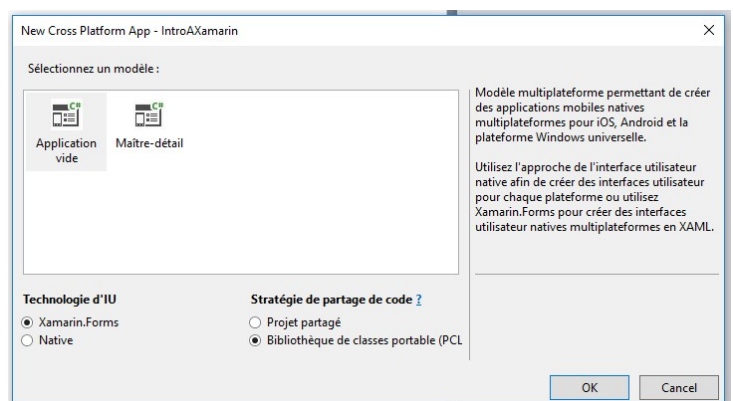 New Cross Platform App - IntroAXamarin
Sélectionnez un modèle :
C#
C#
Application
vide
Maître-détail
Modèle multiplateforme permettant de créer
des applications mobiles natives
multiplateformes pour iOS, Android et la
plateforme Windows universelle.
Utilisez l'approche de l'interface utilisateur
native afin de créer des interfaces utilisateur
pour chaque plateforme ou utilisez
Xamarin.Forms pour créer des interfaces
utilisateur natives multiplateformes en XAML.
Technologie d'IU
Xamarin.Forms
Native
Stratégie de partage de code ?
Projet partagé
Bibliothèque de classes portable (PCL
OK
Cancel